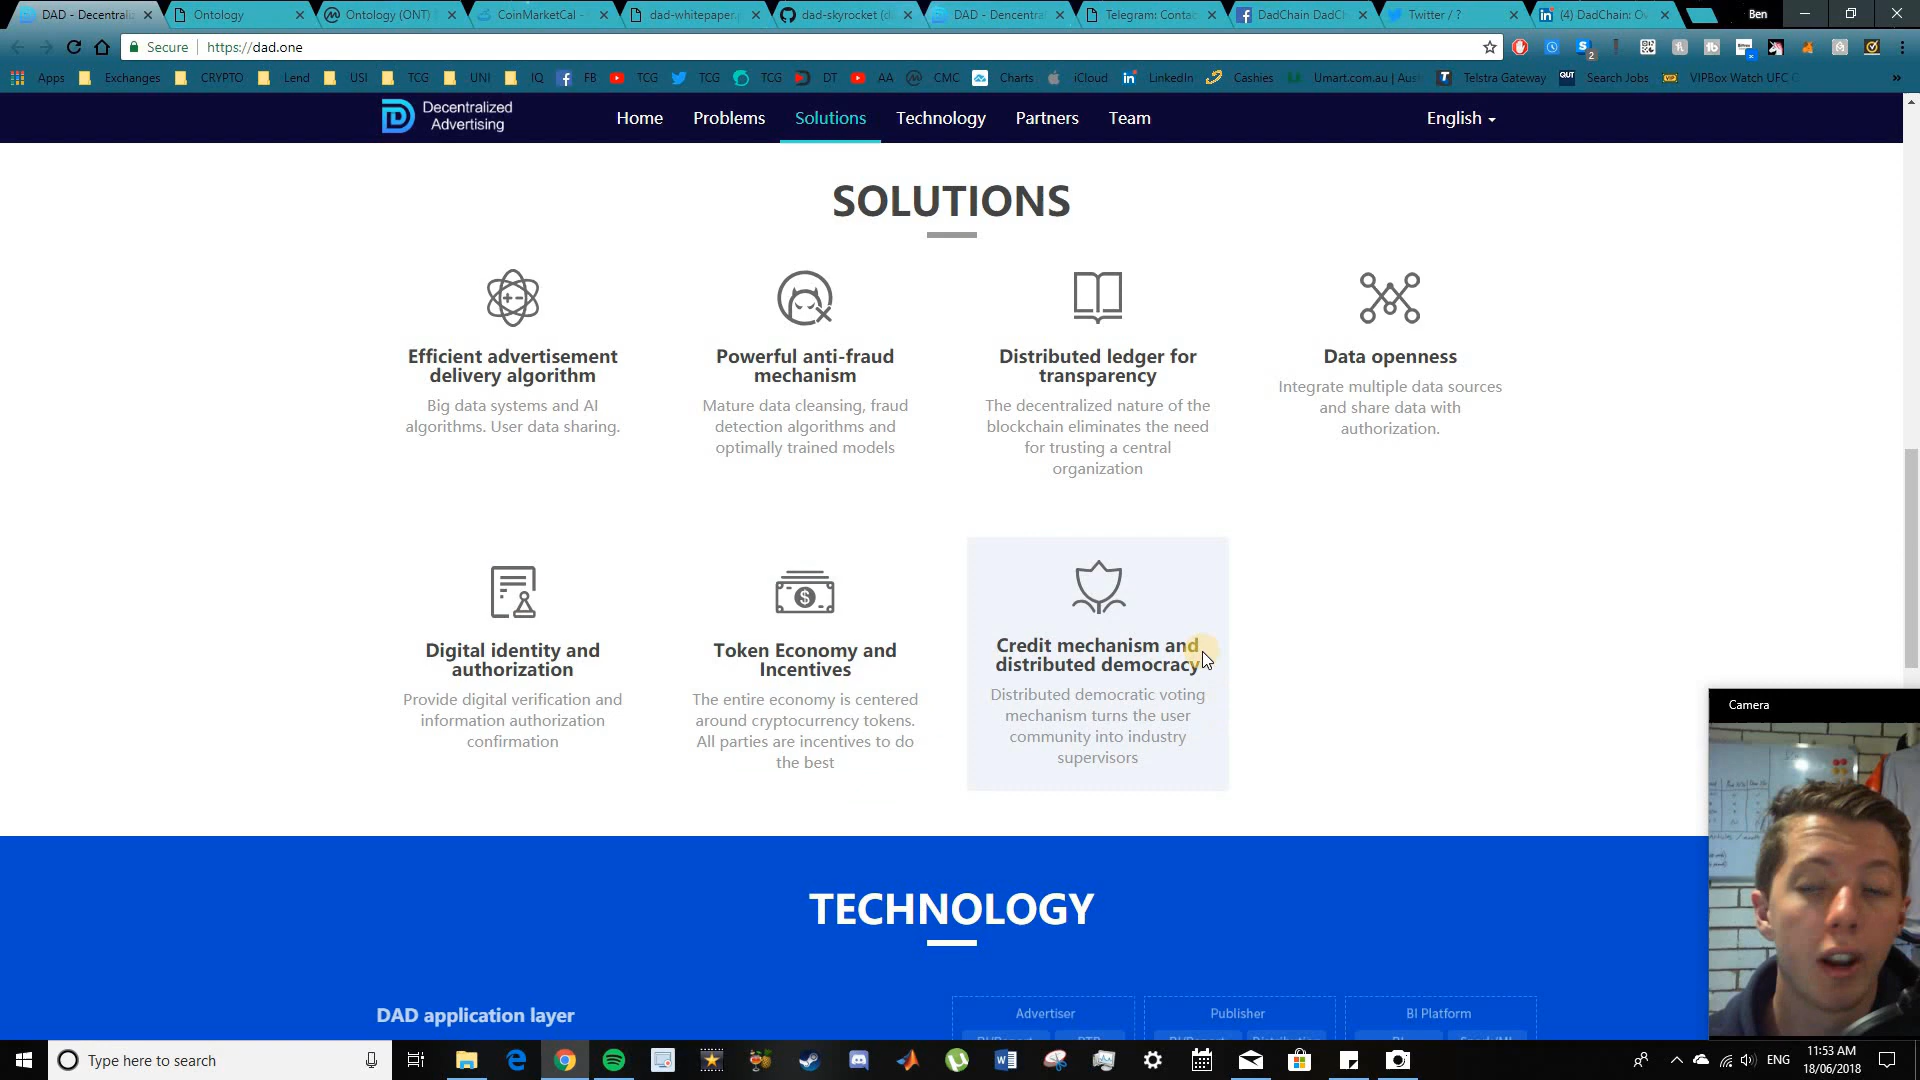 DAD - Decentrali
Ontology
Ontology (ONT)
CoinMarketCal -
dad-whitepaper.p
dad-skyrocket (d
DAD - Dencentral
Telegram: Contac
DadChain DadCh
Twitter / ?
(4) DadChain: Ov
Ben
Secure
https://dad.one
2
Apps
Exchanges
CRYPTO
Lend
USI
TCG
UNI
IQ
FB
TCG
TCG
TCG
DT
AA
CMC
Charts
iCloud
LinkedIn
Cashies
Umart.com.au | Aust
Telstra Gateway
QUT
Search Jobs
VIPBox Watch UFC
»
Decentralized
Advertising
Home
Problems
Solutions
Technology
Partners
Team
English
SOLUTIONS
Efficient advertisement
delivery algorithm
Big data systems and AI
algorithms. User data sharing.
Powerful anti-fraud
mechanism
Mature data cleansing, fraud
detection algorithms and
optimally trained models
Distributed ledger for
transparency
The decentralized nature of the
blockchain eliminates the need
for trusting a central
organization
Data openness
Integrate multiple data sources
and share data with
authorization.
Digital identity and
authorization
Provide digital verification and
information authorization
confirmation
Token Economy and
Incentives
The entire economy is centered
around cryptocurrency tokens.
All parties are incentives to do
the best
Credit mechanism and
distributed democracy
Distributed democratic voting
mechanism turns the user
community into industry
supervisors
Camera
TECHNOLOGY
DAD application layer
Advertiser
Publisher
BI Platform
Type here to search
ENG
11:53 AM
18/06/2018